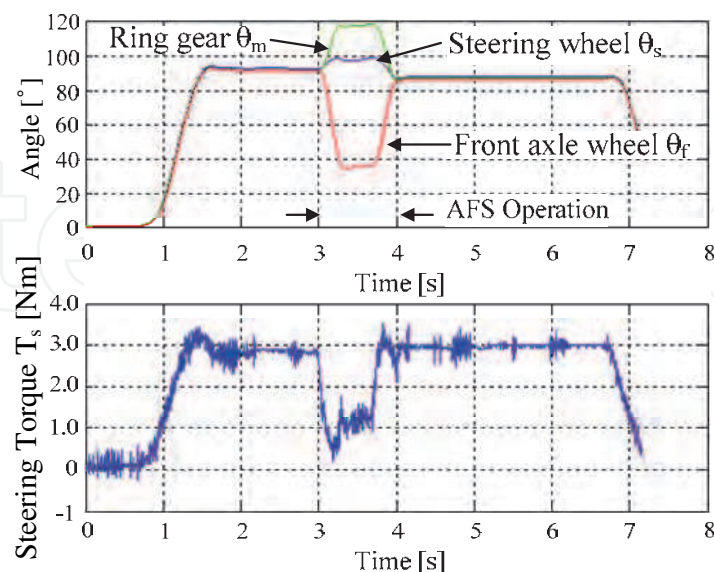 Ring gear θm
Steering wheel θs
Front axle wheel θf
AFS Operation
Angle [°]
120
100
80
60
40
20
0
0 1 2 3 4 5 6 7 8
Time [s]
Steering Torque Ts [Nm]
4.0
3.0
2.0
1.0
0
-1
0 1 2 3 4 5 6 7 8
Time [s]